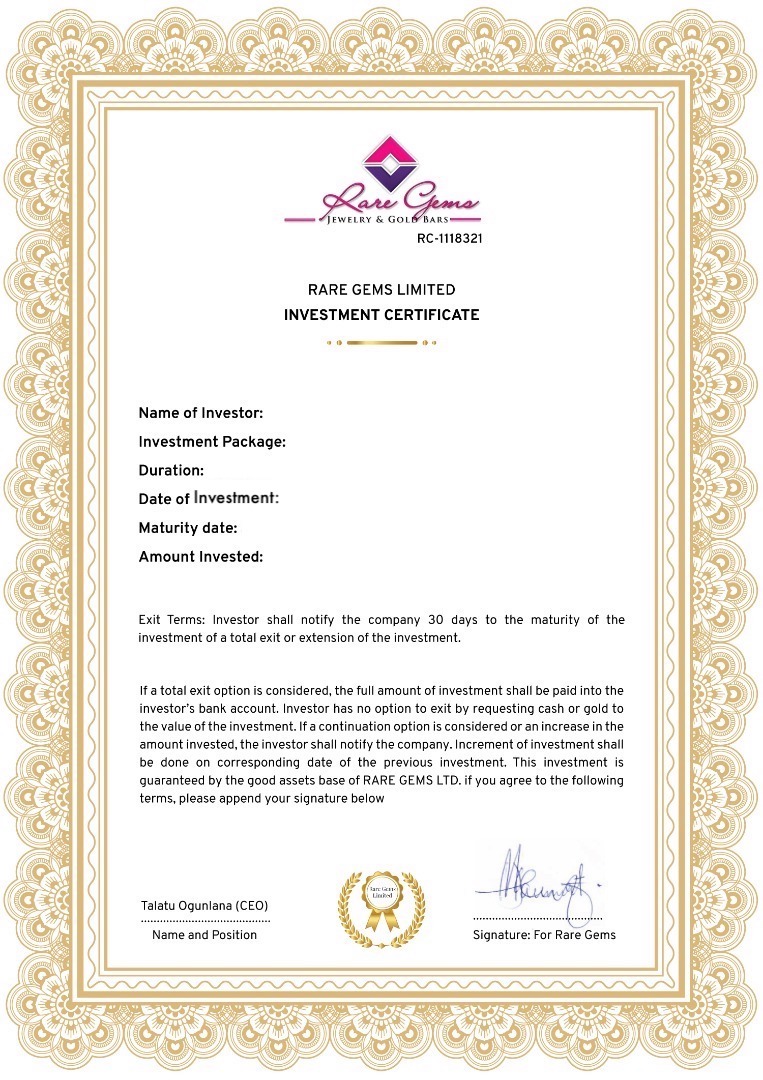 Rare Gems
JEWELRY & GOLD BARS
RC-1118321
RARE GEMS LIMITED
INVESTMENT CERTIFICATE
Name of Investor:
Investment Package:
Duration:
Date of Investment:
Maturity date:
Amount Invested:
Exit Terms: Investor shall notify the company 30 days to the maturity of the
investment of a total exit or extension of the investment.
If a total exit option is considered, the full amount of investment shall be paid into the
investor's bank account. Investor has no option to exit by requesting cash or gold to
the value of the investment. If a continuation option is considered or an increase in the
amount invested, the investor shall notify the company. Increment of investment shall
be done on corresponding date of the previous investment. This investment is
guaranteed by the good assets base of RARE GEMS LTD. if you agree to the following
terms, please append your signature below
Talatu Ogunlana (CEO)
Name and Position
Rare Gems
Limited
Signature: For Rare Gems